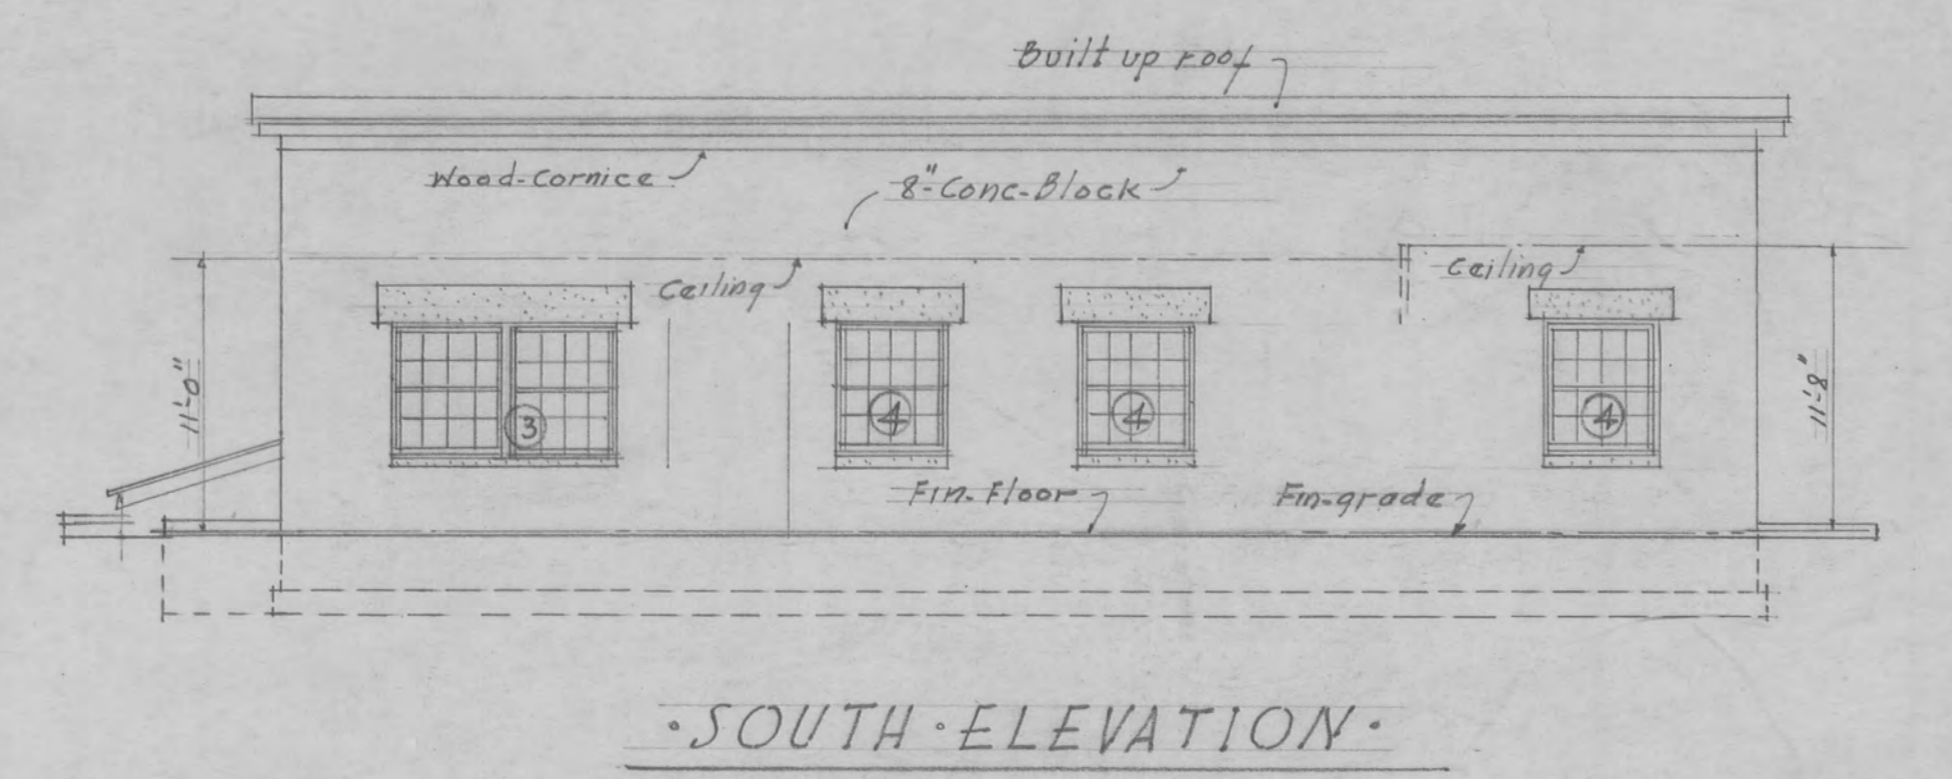 Built up roof
Wood-Cornice
8"-Conc-Block
Ceiling
Ceiling
11'-0"
11'-8"
3
4
4
4
Fin-Floor
Fin-grade
·SOUTH·ELEVATION·